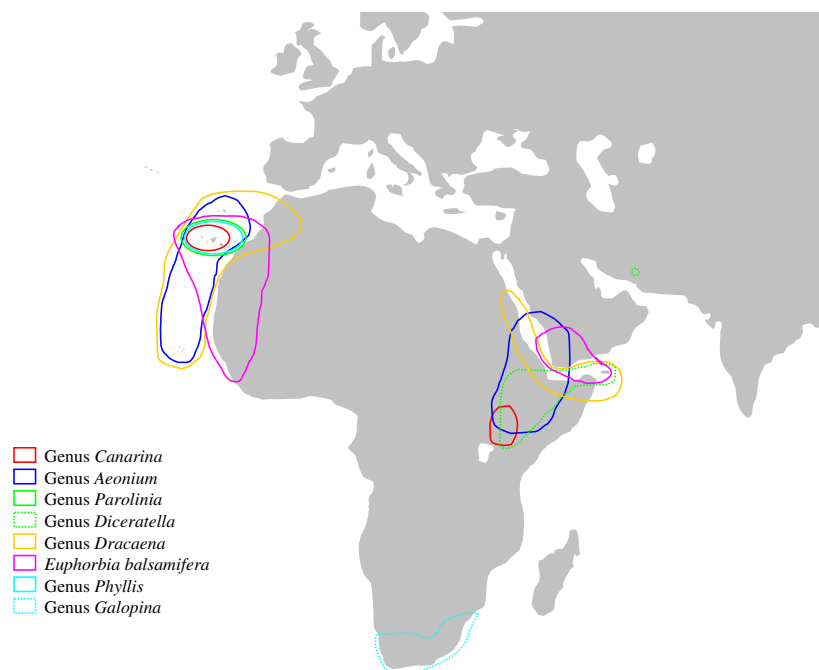 Genus Canarina
Genus Aeonium
Genus Parolinia
Genus Diceratella
Genus Dracaena
Euphorbia balsamifera
Genus Phyllis
Genus Galopina